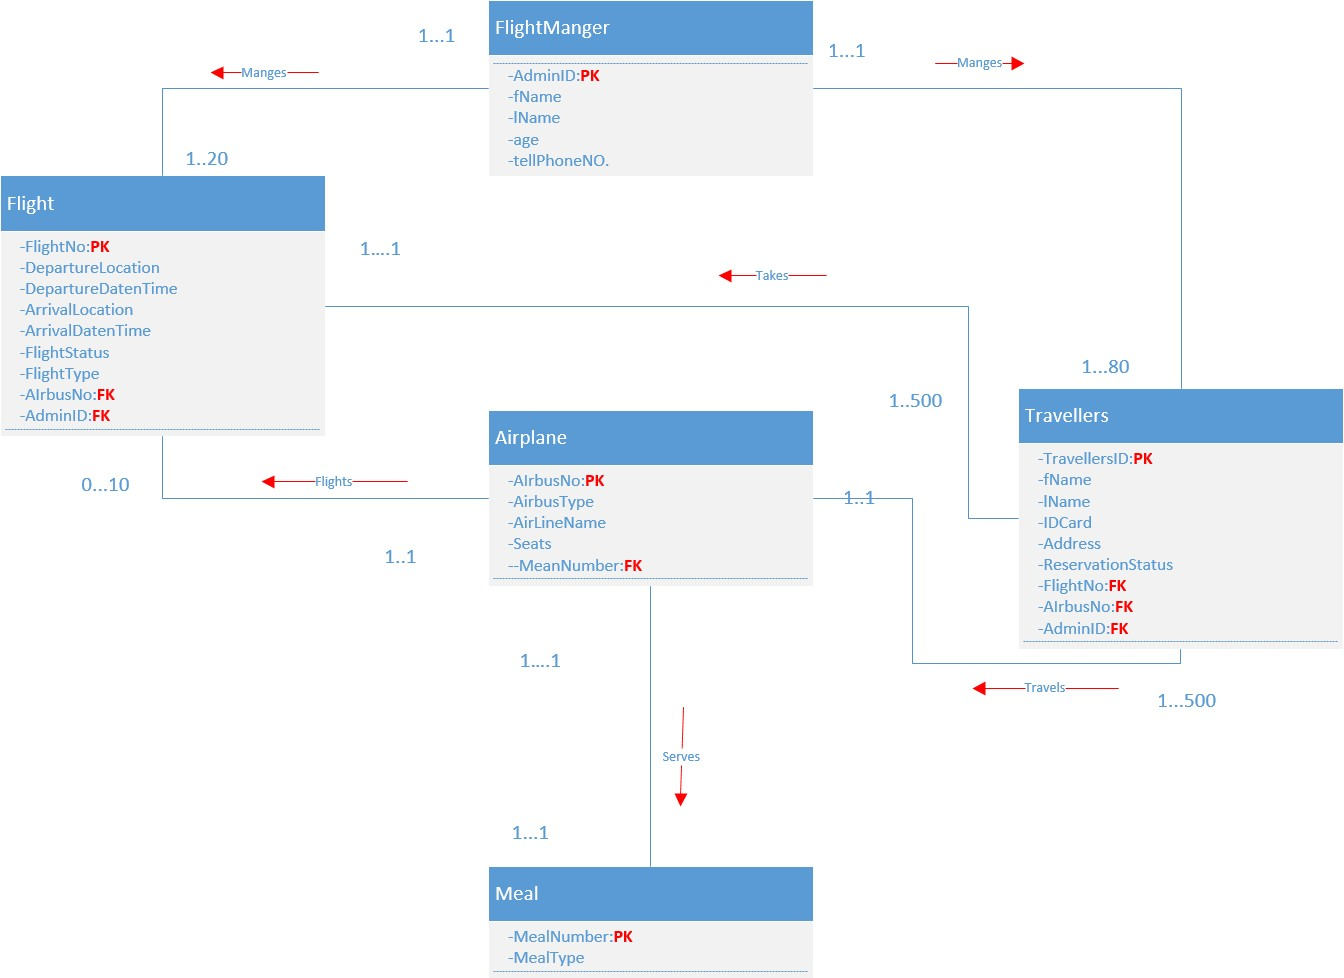 FlightManger
-AdminID:PK
-fName
-lName
-age
-tellPhoneNO.
1...1
1...1
Manges
Manges
1..20
Flight
-FlightNo:PK
-DepartureLocation
-DepartureDatenTime
-ArrivalLocation
-ArrivalDatenTime
-FlightStatus
-FlightType
-AIrbusNo:FK
-AdminID:FK
1....1
Takes
1...80
1..500
Travellers
-TravellersID:PK
-fName
-lName
-IDCard
-Address
-ReservationStatus
-FlightNo:FK
-AIrbusNo:FK
-AdminID:FK
Airplane
-AIrbusNo:PK
-AirbusType
-AirLineName
-Seats
--MeanNumber:FK
0...10
Flights
1..1
1..1
1....1
Travels
1...500
Serves
1...1
Meal
-MealNumber:PK
-MealType